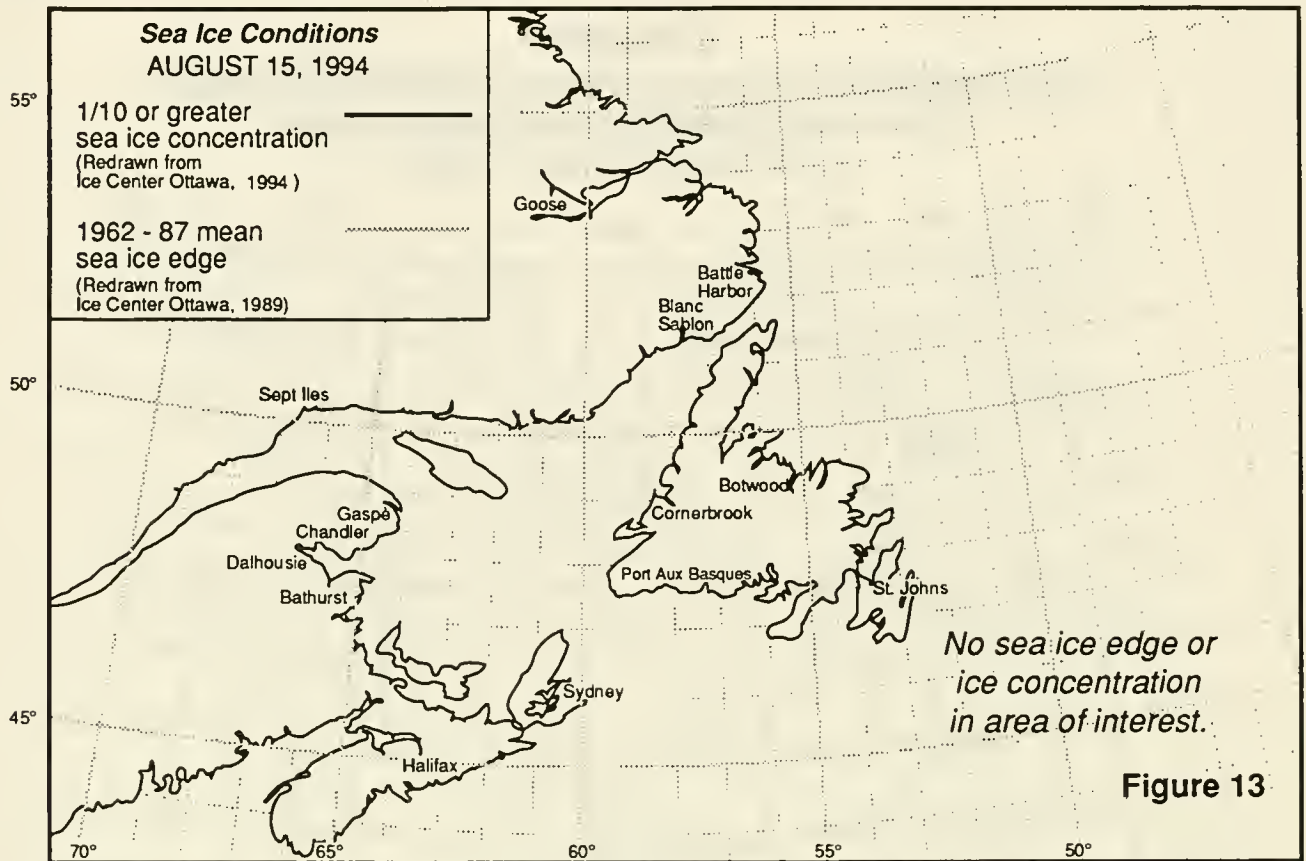 Sea Ice Conditions
AUGUST 15, 1994
1/10 or greater
sea ice concentration
(Redrawn from
Ice Center Ottawa, 1994 )
1962 - 87 mean
sea ice edge
(Redrawn from
Ice Center Ottawa, 1989)
55°
Goose
Battle
Harbor
Blanc
Sablon
50°
Sept Iles
Botwood
Cornerbrook
Gaspè
Chandler
Dalhousie
Port Aux Basques
Bathurst
St. Johns
No sea ice edge or
ice concentration
in area of interest.
Sydney
45°
Halifax
Figure 13
70°
65°
60°
55°
50°